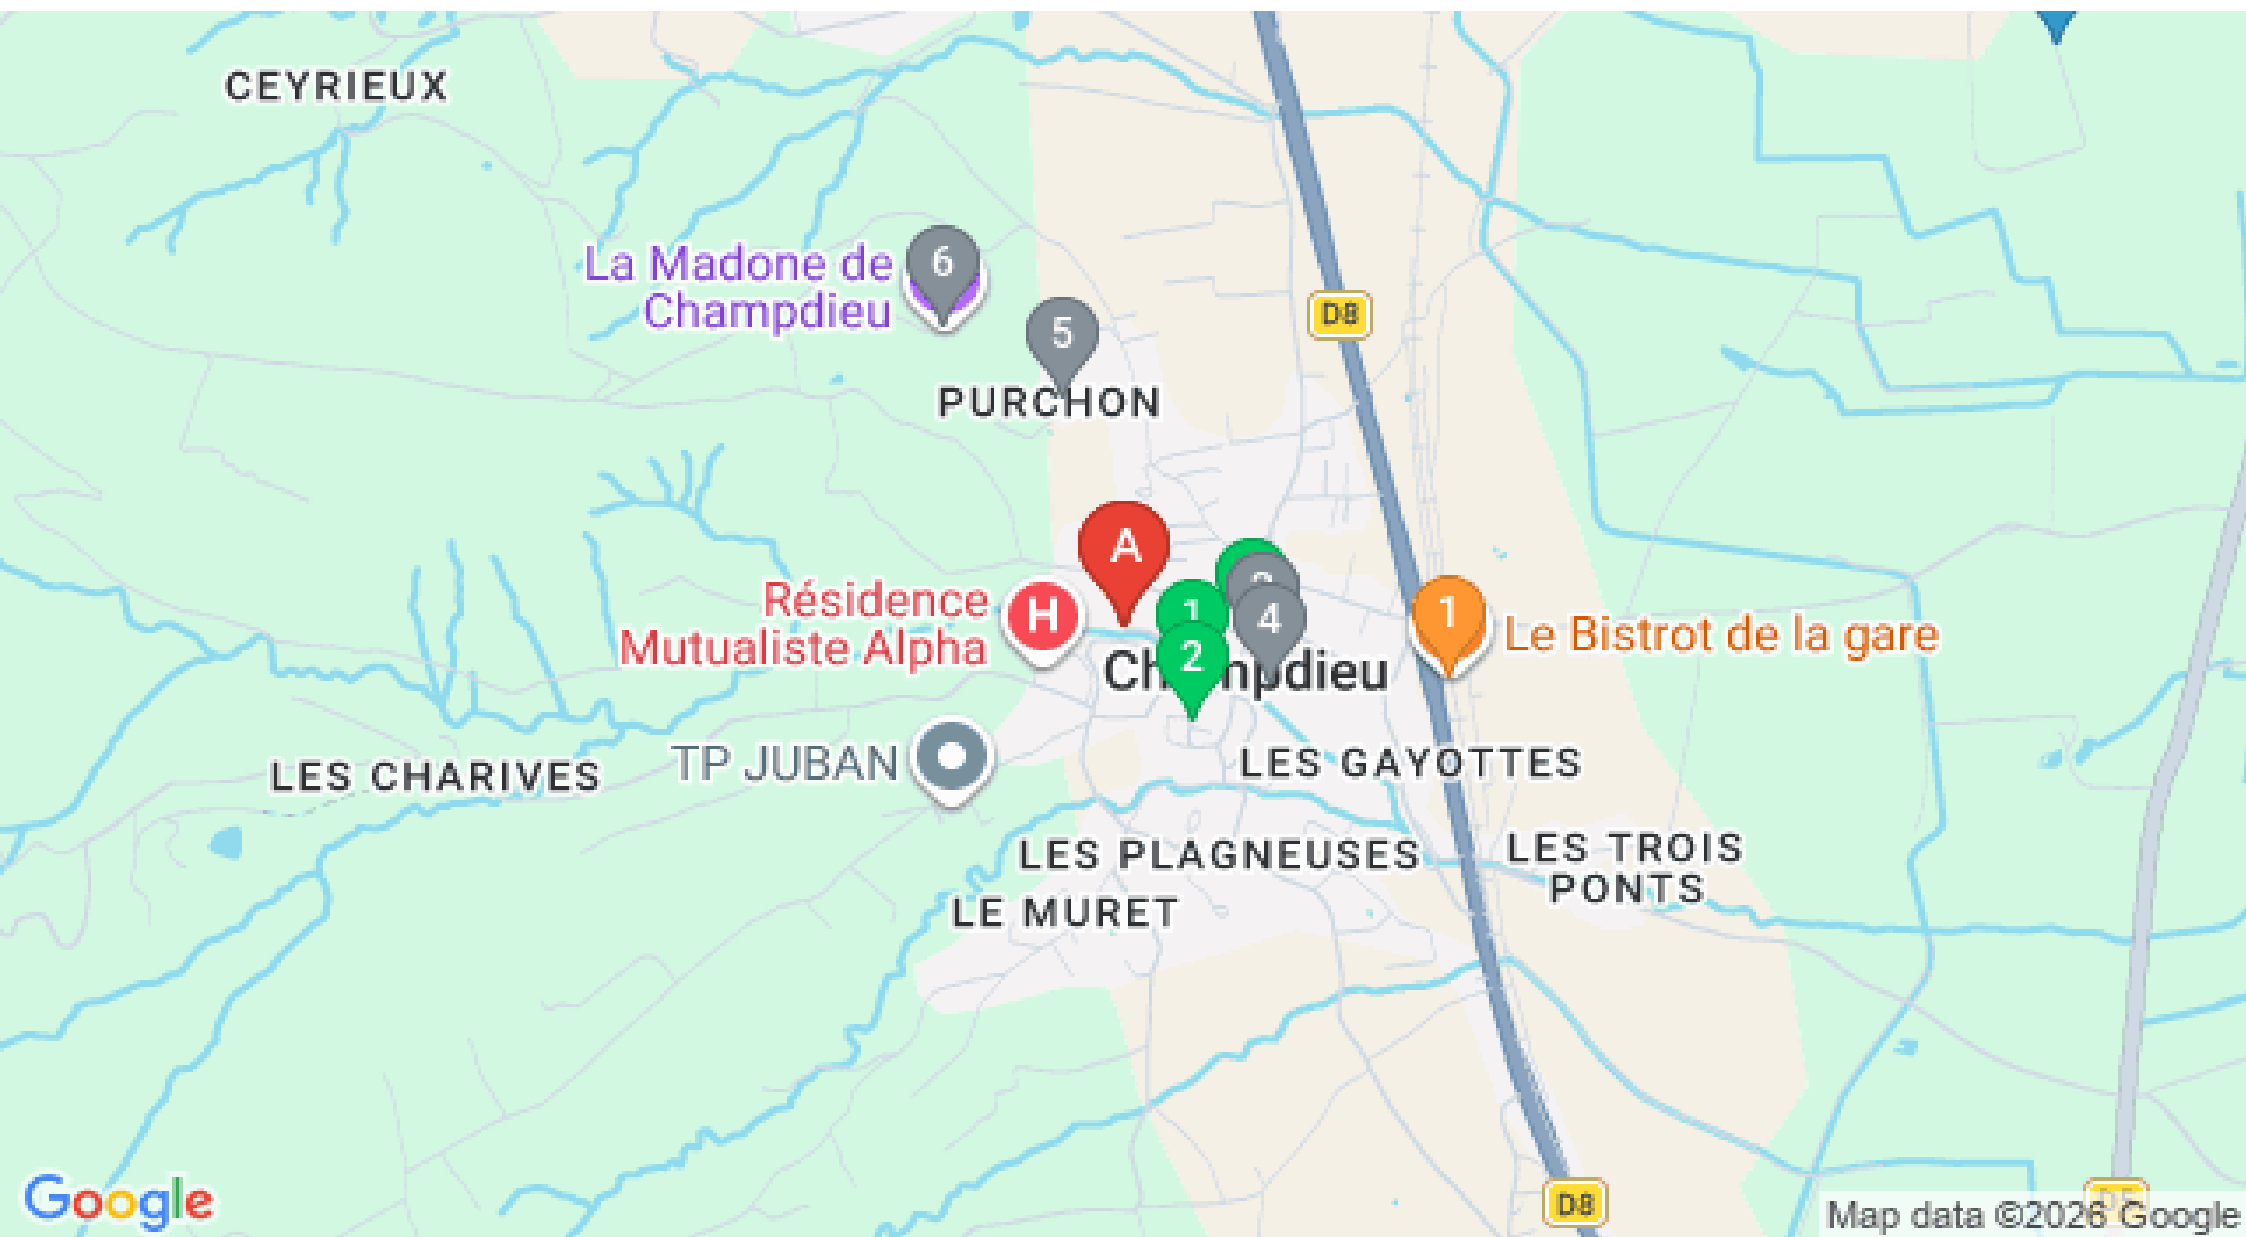 CEYRIEUX
La Madone de
Champdieu
6
5
D8
PURCHON
A
Résidence
Mutualiste Alpha
H
1
2
4
Champdieu
1
Le Bistrot de la gare
TP JUBAN
LES CHARIVES
LES GAYOTTES
LES PLAGNEUSES
LES TROIS
PONTS
LE MURET
D8
D5
Google
Map data ©2026 Google